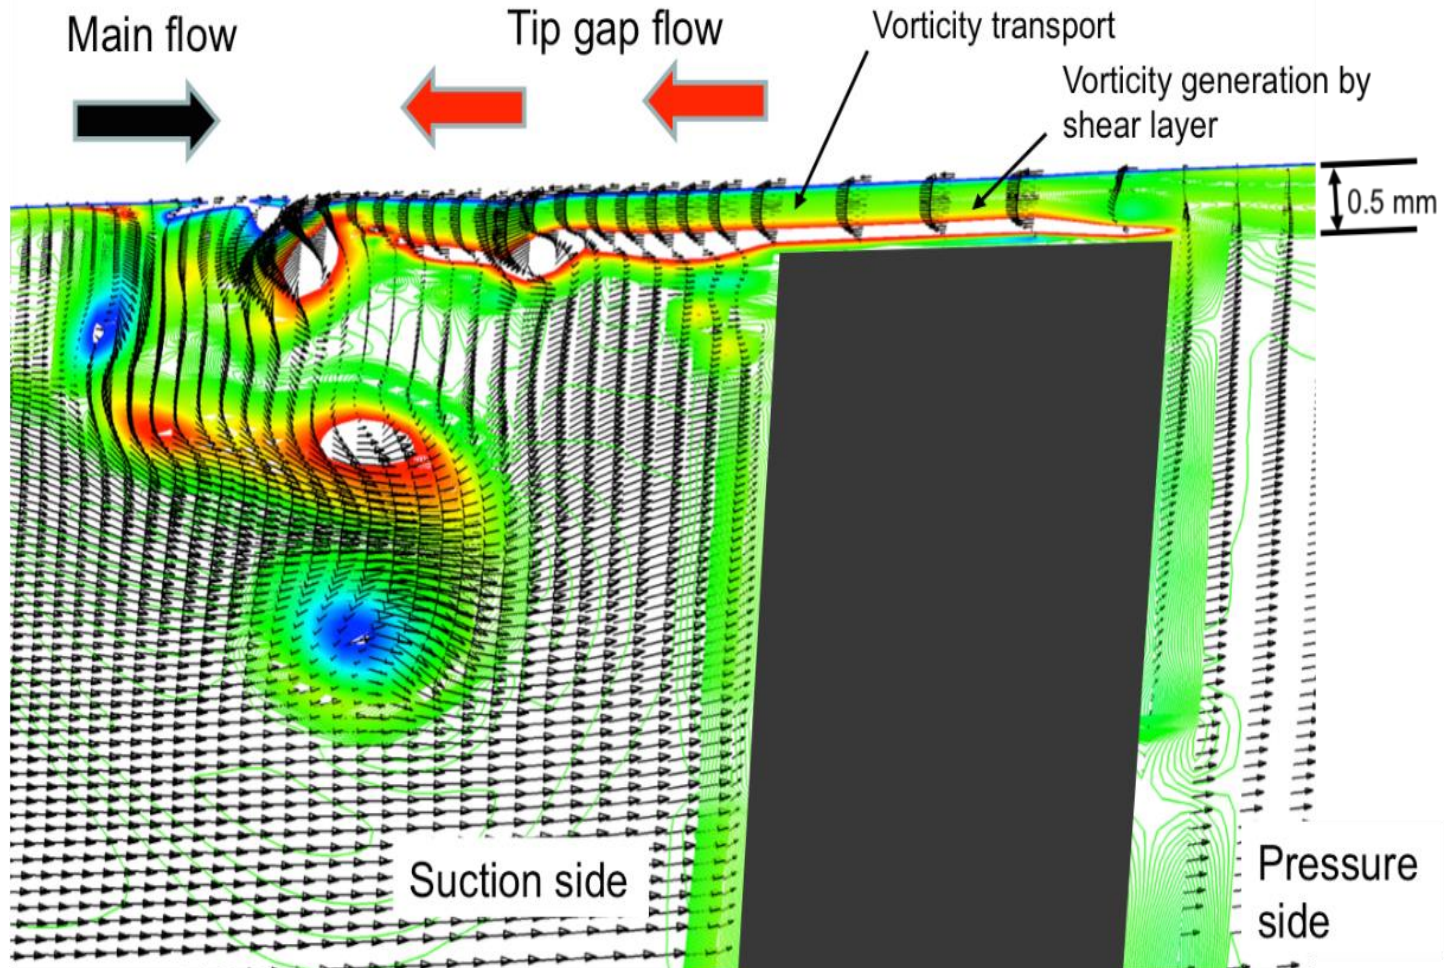 Main flow
Tip gap flow
Vorticity transport
Vorticity generation by
shear layer
0.5 mm
Suction side
Pressure
side